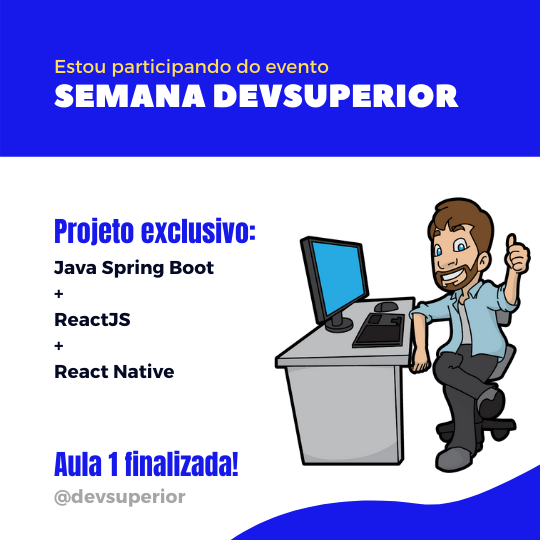 Estou participando do evento
SEMANA DEVSUPERIOR
Projeto exclusivo:
Java Spring Boot
+
ReactJS
+
React Native
Aula 1 finalizada!
@devsuperior